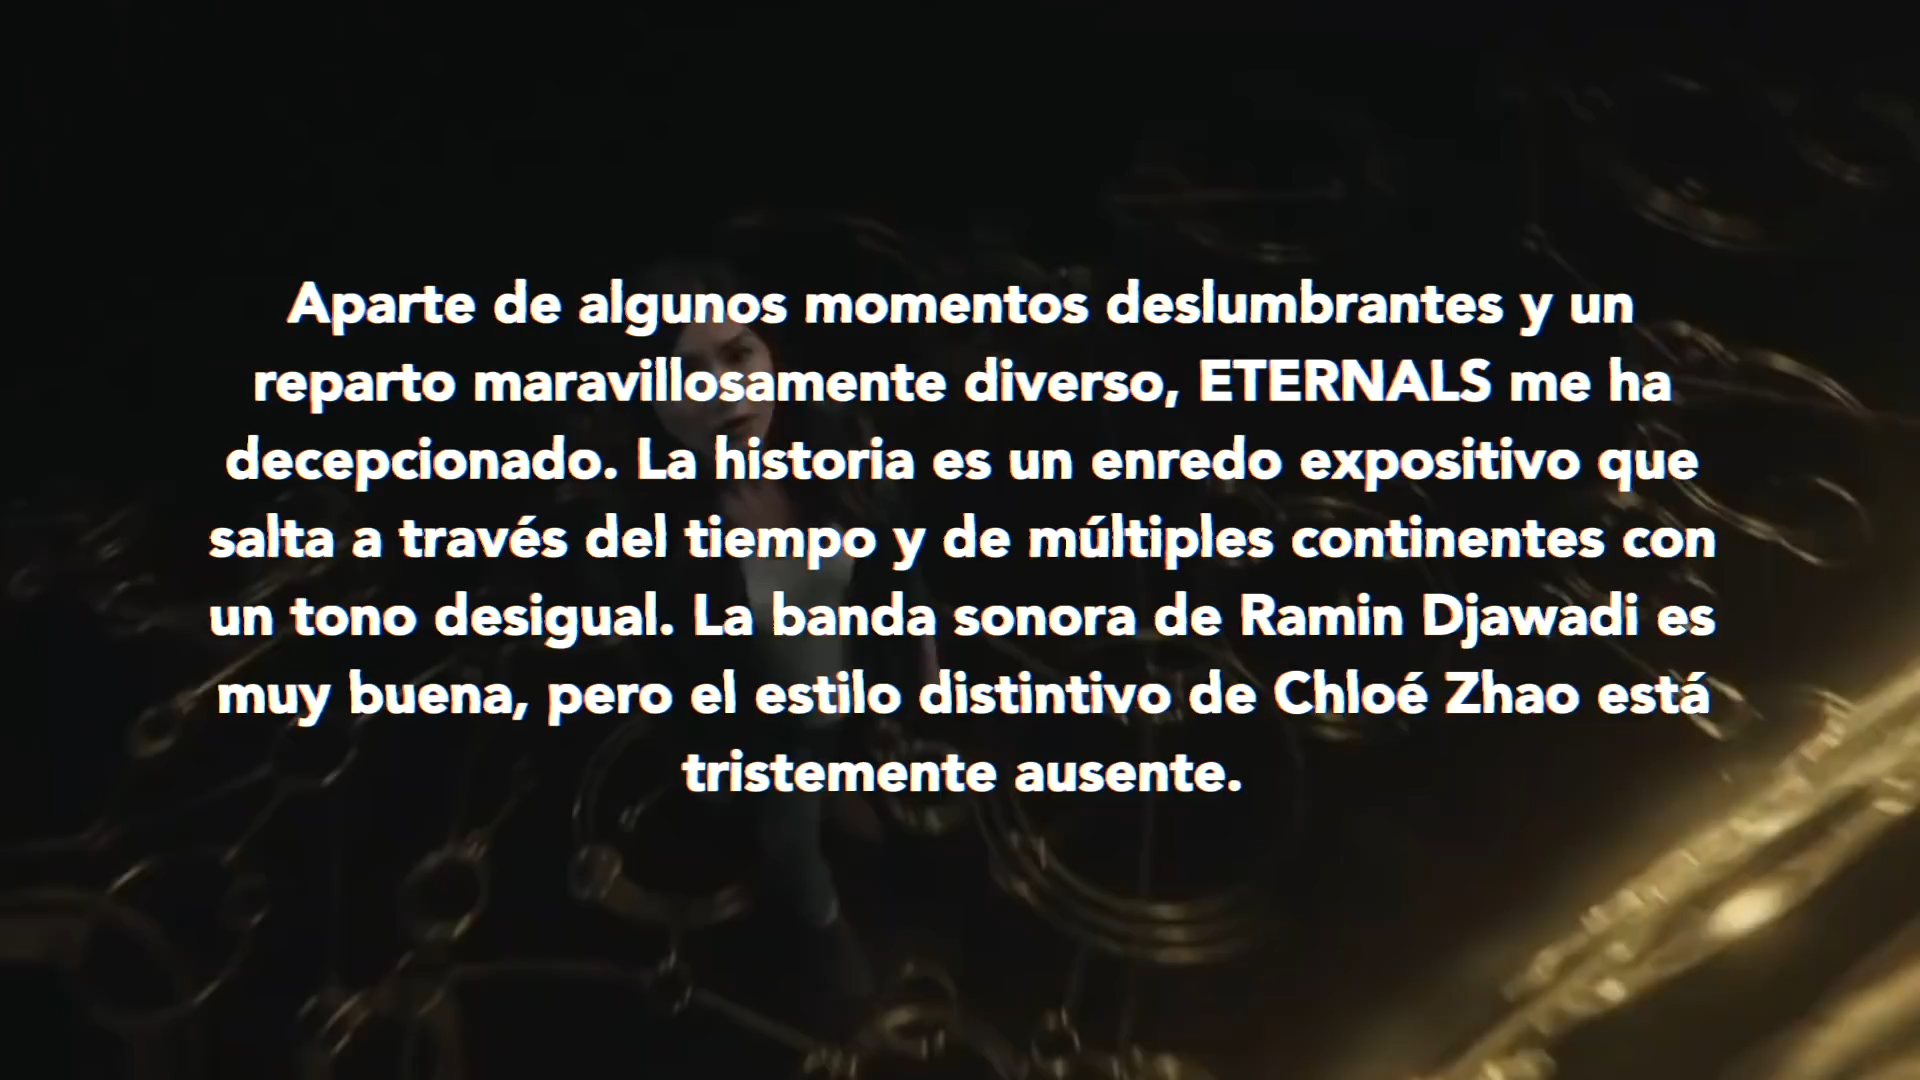 Aparte de algunos momentos deslumbrantes y un
reparto maravillosamente diverso, ETERNALS me ha
decepcionado. La historia es un enredo expositivo que
salta a través del tiempo y de múltiples continentes con
un tono desigual. La banda sonora de Ramin Djawadi es
muy buena, pero el estilo distintivo de Chloé Zhao está
tristemente ausente.